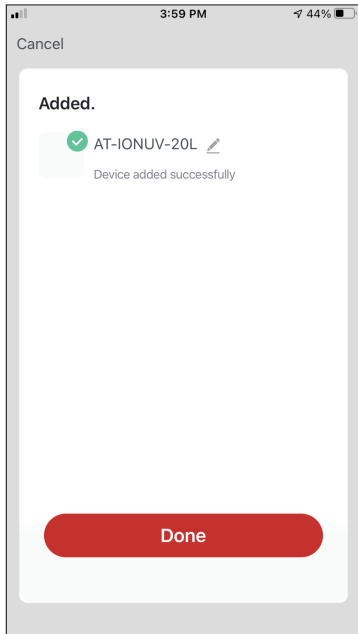 3:59 PM 44%
Cancel
Added.
AT-IONUV-20L
Device added successfully
Done